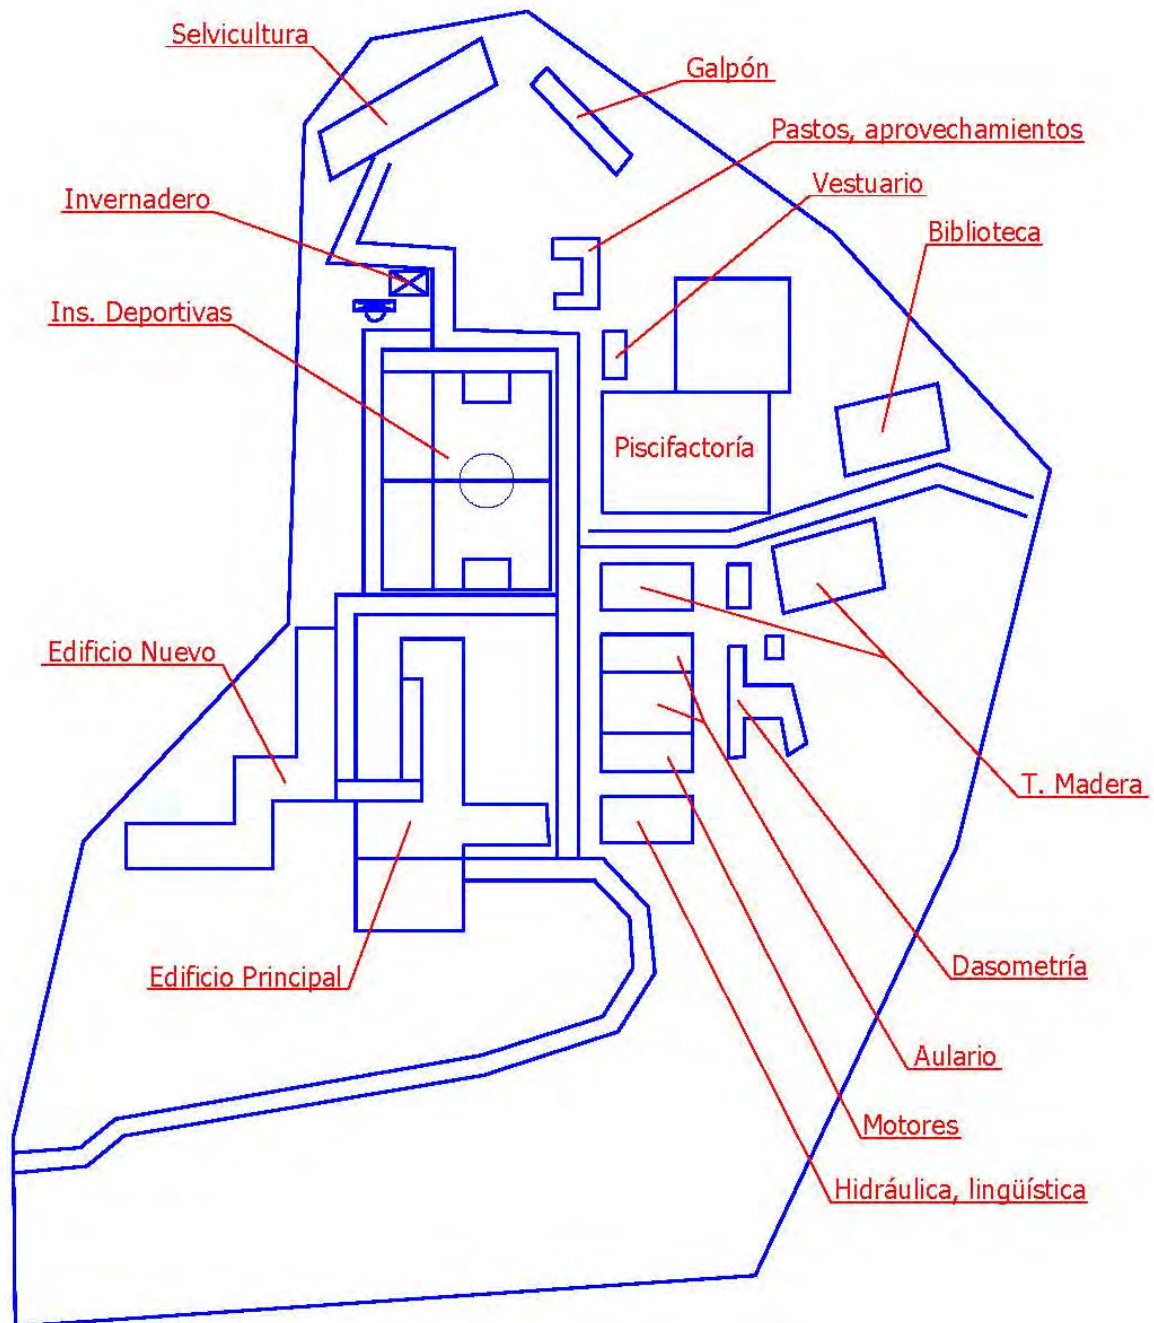 Selvicultura
Galpón
Pastos, aprovechamientos
Vestuario
Invernadero
Biblioteca
Ins. Deportivas
Piscifactoría
Edificio Nuevo
T. Madera
Edificio Principal
Dasometría
Aulario
Motores
Hidráulica, lingüística